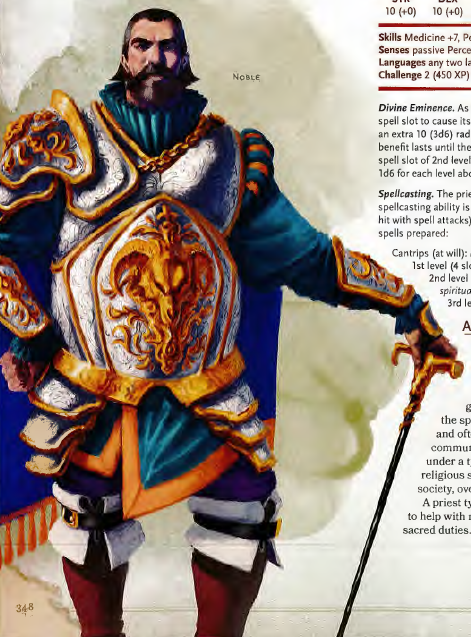 NOBLE
STR DEX
10 (+0) 10 (+0)
Skills Medicine +7, Pe
Senses passive Perce
Languages any two la
Challenge 2 (450 XP)
Divine Eminence. As
spell slot to cause its
an extra 10 (3d6) rad
benefit lasts until the
spell slot of 2nd level
1d6 for each level abo
Spellcasting. The prie
spellcasting ability is
hit with spell attacks)
spells prepared:
Cantrips (at will):
1st level (4 slo
2nd level
spiritua
3rd le
A
g
the sp
and oft
commun
under a t
religious s
society, ove
A priest ty
to help with r
sacred duties.
348